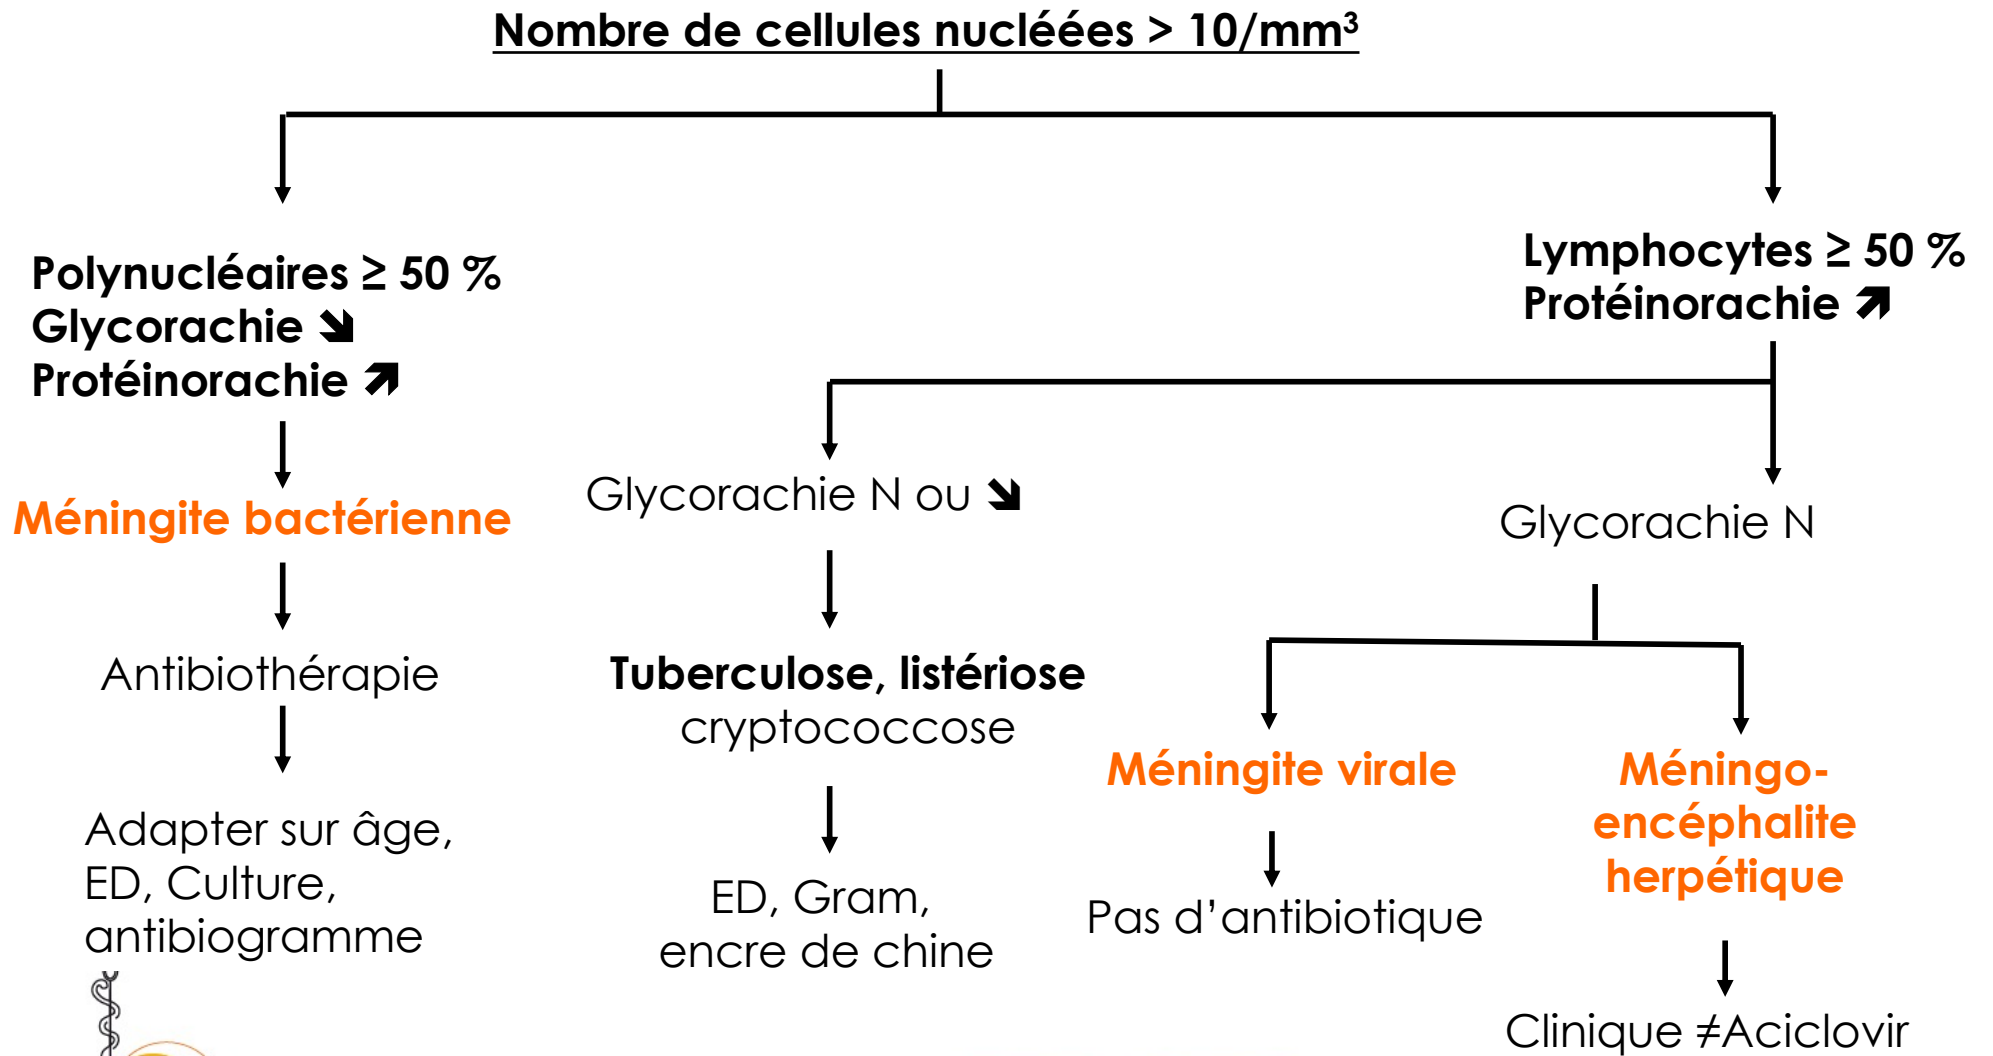 Nombre de cellules nucléées > 10/mm³
Polynucléaires ≥ 50 %
Glycorachie ↘
Protéinorachie ↗
Lymphocytes ≥ 50 %
Protéinorachie ↗
Méningite bactérienne
Glycorachie N ou ↘
Glycorachie N
Antibiothérapie
Tuberculose, listériose
cryptococcose
Méningite virale
Méningo-
encéphalite
herpétique
Adapter sur âge,
ED, Culture,
antibiogramme
ED, Gram,
encre de chine
Pas d’antibiotique
Clinique ≠Aciclovir